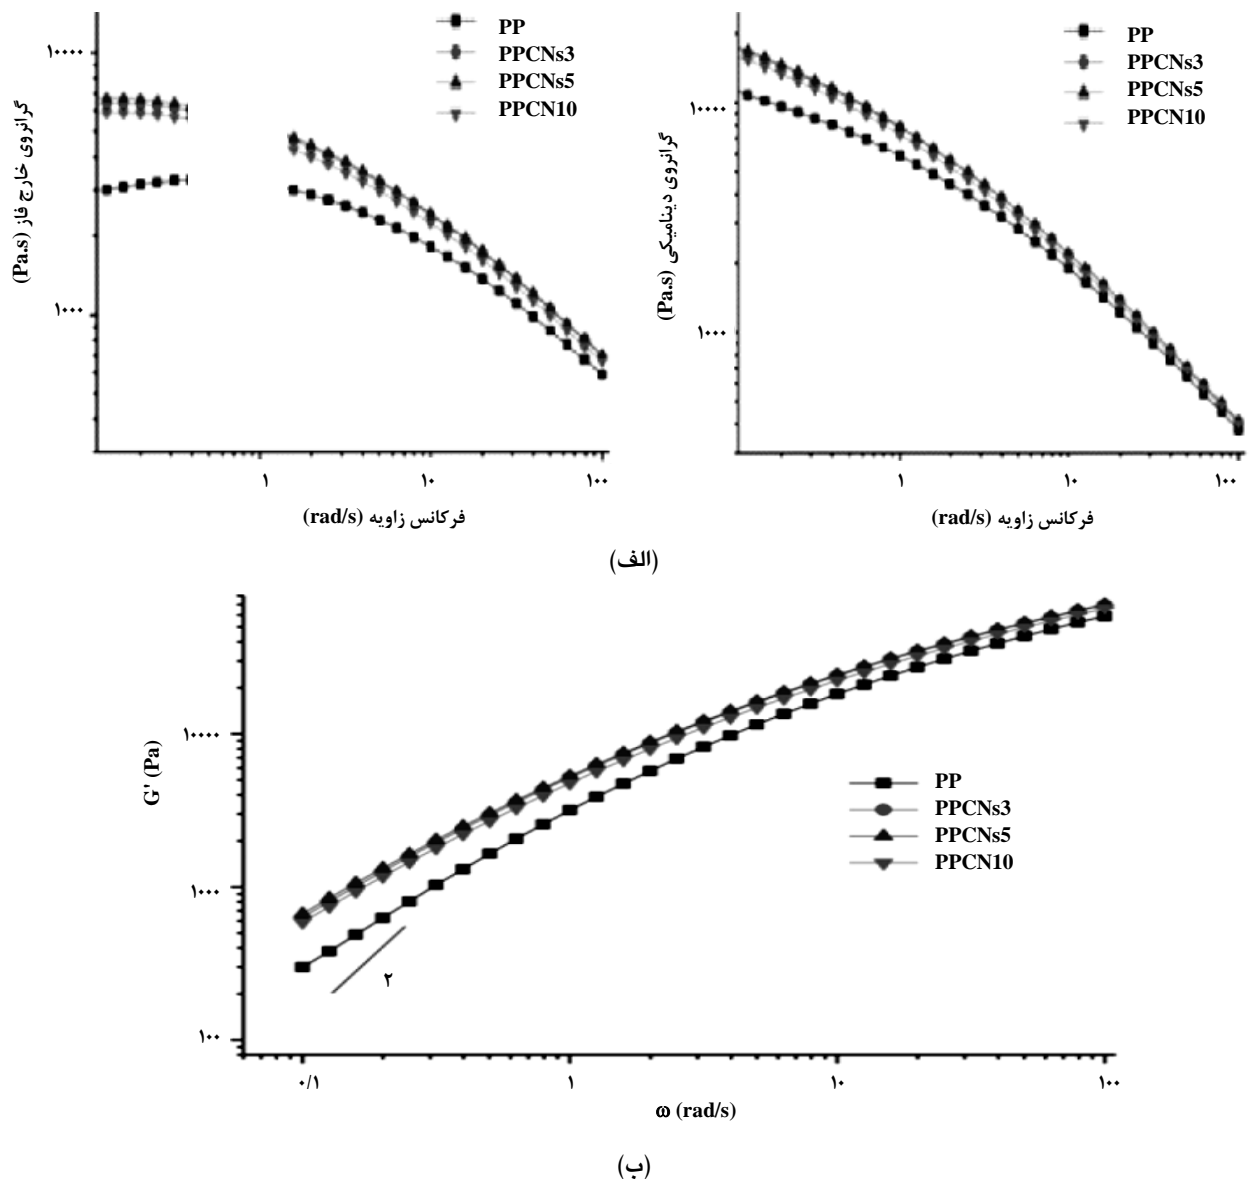 PP
PPCNs3
PPCNs5
PPCN10
۱۰۰۰۰
۱۰۰۰
گرانروی خارج فاز (Pa.s)
۱
۱۰
۱۰۰
فرکانس زاویه (rad/s)
PP
PPCNs3
PPCNs5
PPCN10
۱۰۰۰۰
۱۰۰۰
گرانروی دینامیکی (Pa.s)
۱
۱۰
۱۰۰
فرکانس زاویه (rad/s)
(الف)
G' (Pa)
۱۰۰۰۰
۱۰۰۰
۱۰۰
PP
PPCNs3
PPCNs5
PPCN10
۲
۰/۱
۱
۱۰
۱۰۰
ω (rad/s)
(ب)